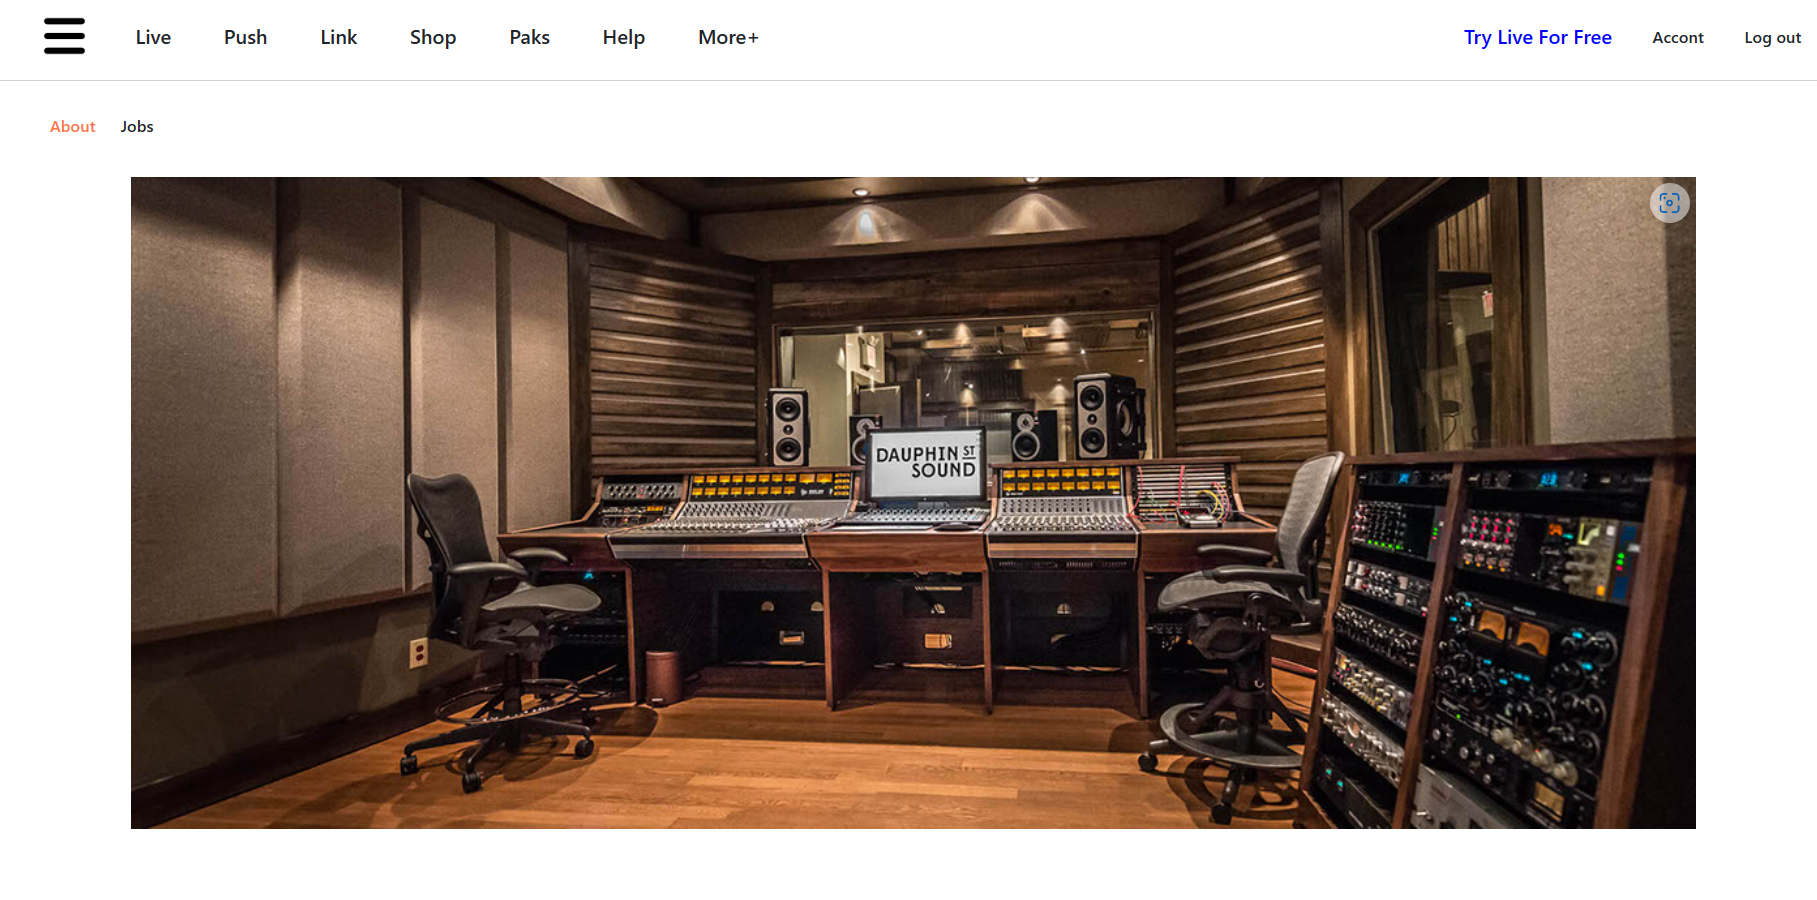 Live Push Link Shop Paks Help More+ Try Live For Free Accont Log out
About Jobs
DAUPHIN ST
SOUND